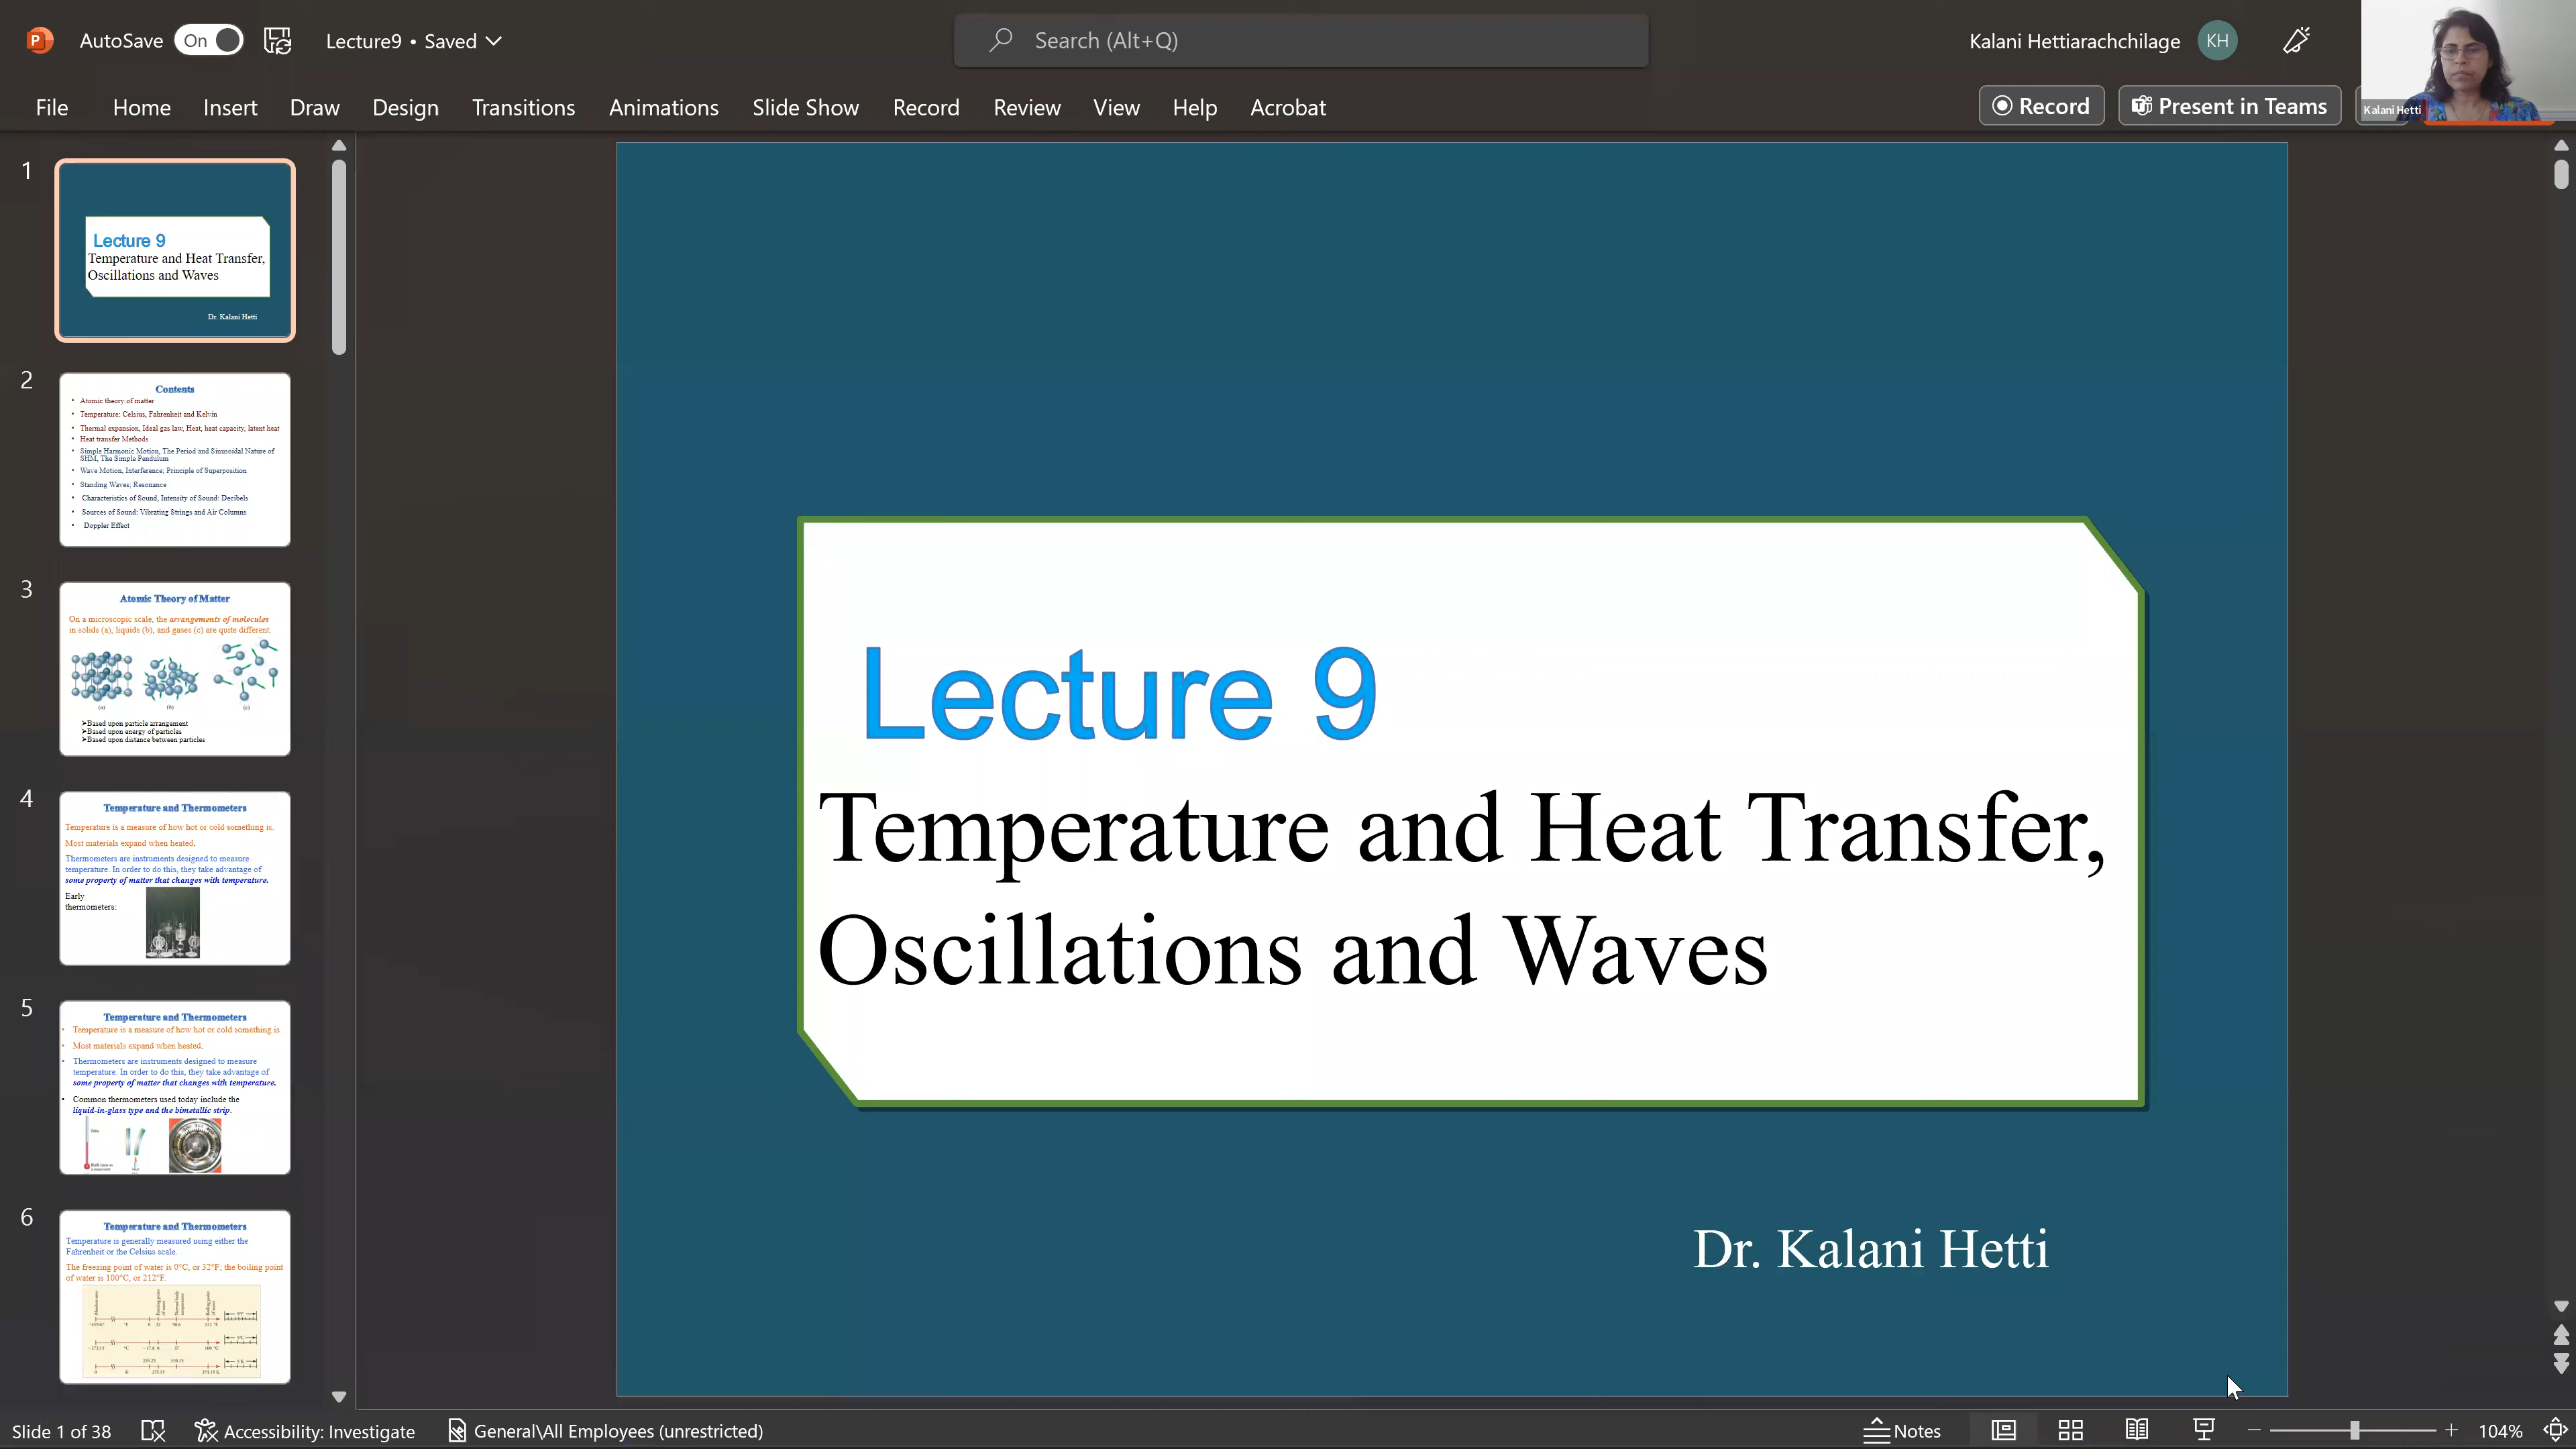 AutoSave On Lecture9 • Saved
Search (Alt+Q)
Kalani Hettiarachchilage KH
Kalani Hetti
File Home Insert Draw Design Transitions Animations Slide Show Record Review View Help Acrobat
Record Present in Teams
1
Lecture 9
Temperature and Heat Transfer,
Oscillations and Waves
Dr. Kalani Hetti
2
Contents
• Atomic theory of matter
• Temperature: Celsius, Fahrenheit and Kelvin
• Thermal expansion, Ideal gas law, Heat, heat capacity, latent heat
• Heat transfer Methods
• Simple Harmonic Motion, The Period and Sinusoidal Nature of
SHM, The Simple Pendulum
• Wave Motion, Interference; Principle of Superposition
• Standing Waves; Resonance
• Characteristics of Sound, Intensity of Sound: Decibels
• Sources of Sound: Vibrating Strings and Air Columns
• Doppler Effect
3
Atomic Theory of Matter
On a microscopic scale, the arrangements of molecules
in solids (a), liquids (b), and gases (c) are quite different.
(a) (b) (c)
➢Based upon particle arrangement
➢Based upon energy of particles
➢Based upon distance between particles
4
Temperature and Thermometers
Temperature is a measure of how hot or cold something is.
Most materials expand when heated.
Thermometers are instruments designed to measure
temperature. In order to do this, they take advantage of
some property of matter that changes with temperature.
Early
thermometers:
5
Temperature and Thermometers
• Temperature is a measure of how hot or cold something is.
• Most materials expand when heated.
• Thermometers are instruments designed to measure
temperature. In order to do this, they take advantage of
some property of matter that changes with temperature.
• Common thermometers used today include the
liquid-in-glass type and the bimetallic strip.
6
Temperature and Thermometers
Temperature is generally measured using either the
Fahrenheit or the Celsius scale.
The freezing point of water is 0°C, or 32°F; the boiling point
of water is 100°C, or 212°F.
Lecture 9
Temperature and Heat Transfer,
Oscillations and Waves
Dr. Kalani Hetti
Slide 1 of 38 Accessibility: Investigate General\All Employees (unrestricted) Notes 104%